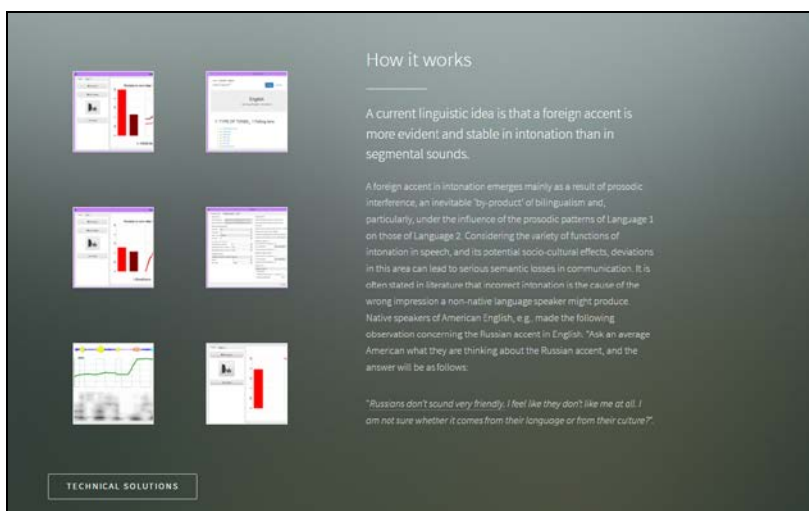 How it works
A current linguistic idea is that a foreign accent is
more evident and stable in intonation than in
segmental sounds.
A foreign accent in intonation emerges mainly as a result of prosodic
interference, an inevitable 'by-product' of bilingualism and,
particularly, under the influence of the prosodic patterns of Language 1
on those of Language 2. Considering the variety of functions of
intonation in speech, and its potential socio-cultural effects, deviations
in this area can lead to serious semantic losses in communication. It is
often stated in literature that incorrect intonation is the cause of the
wrong impression a non-native language speaker might produce.
Native speakers of American English, e.g., made the following
observation concerning the Russian accent in English: "Ask an average
American what they are thinking about the Russian accent, and the
answer will be as follows:
"Russians don't sound very friendly. I feel like they don't like me at all. I
am not sure whether it comes from their language or from their culture?".
English
TECHNICAL SOLUTIONS